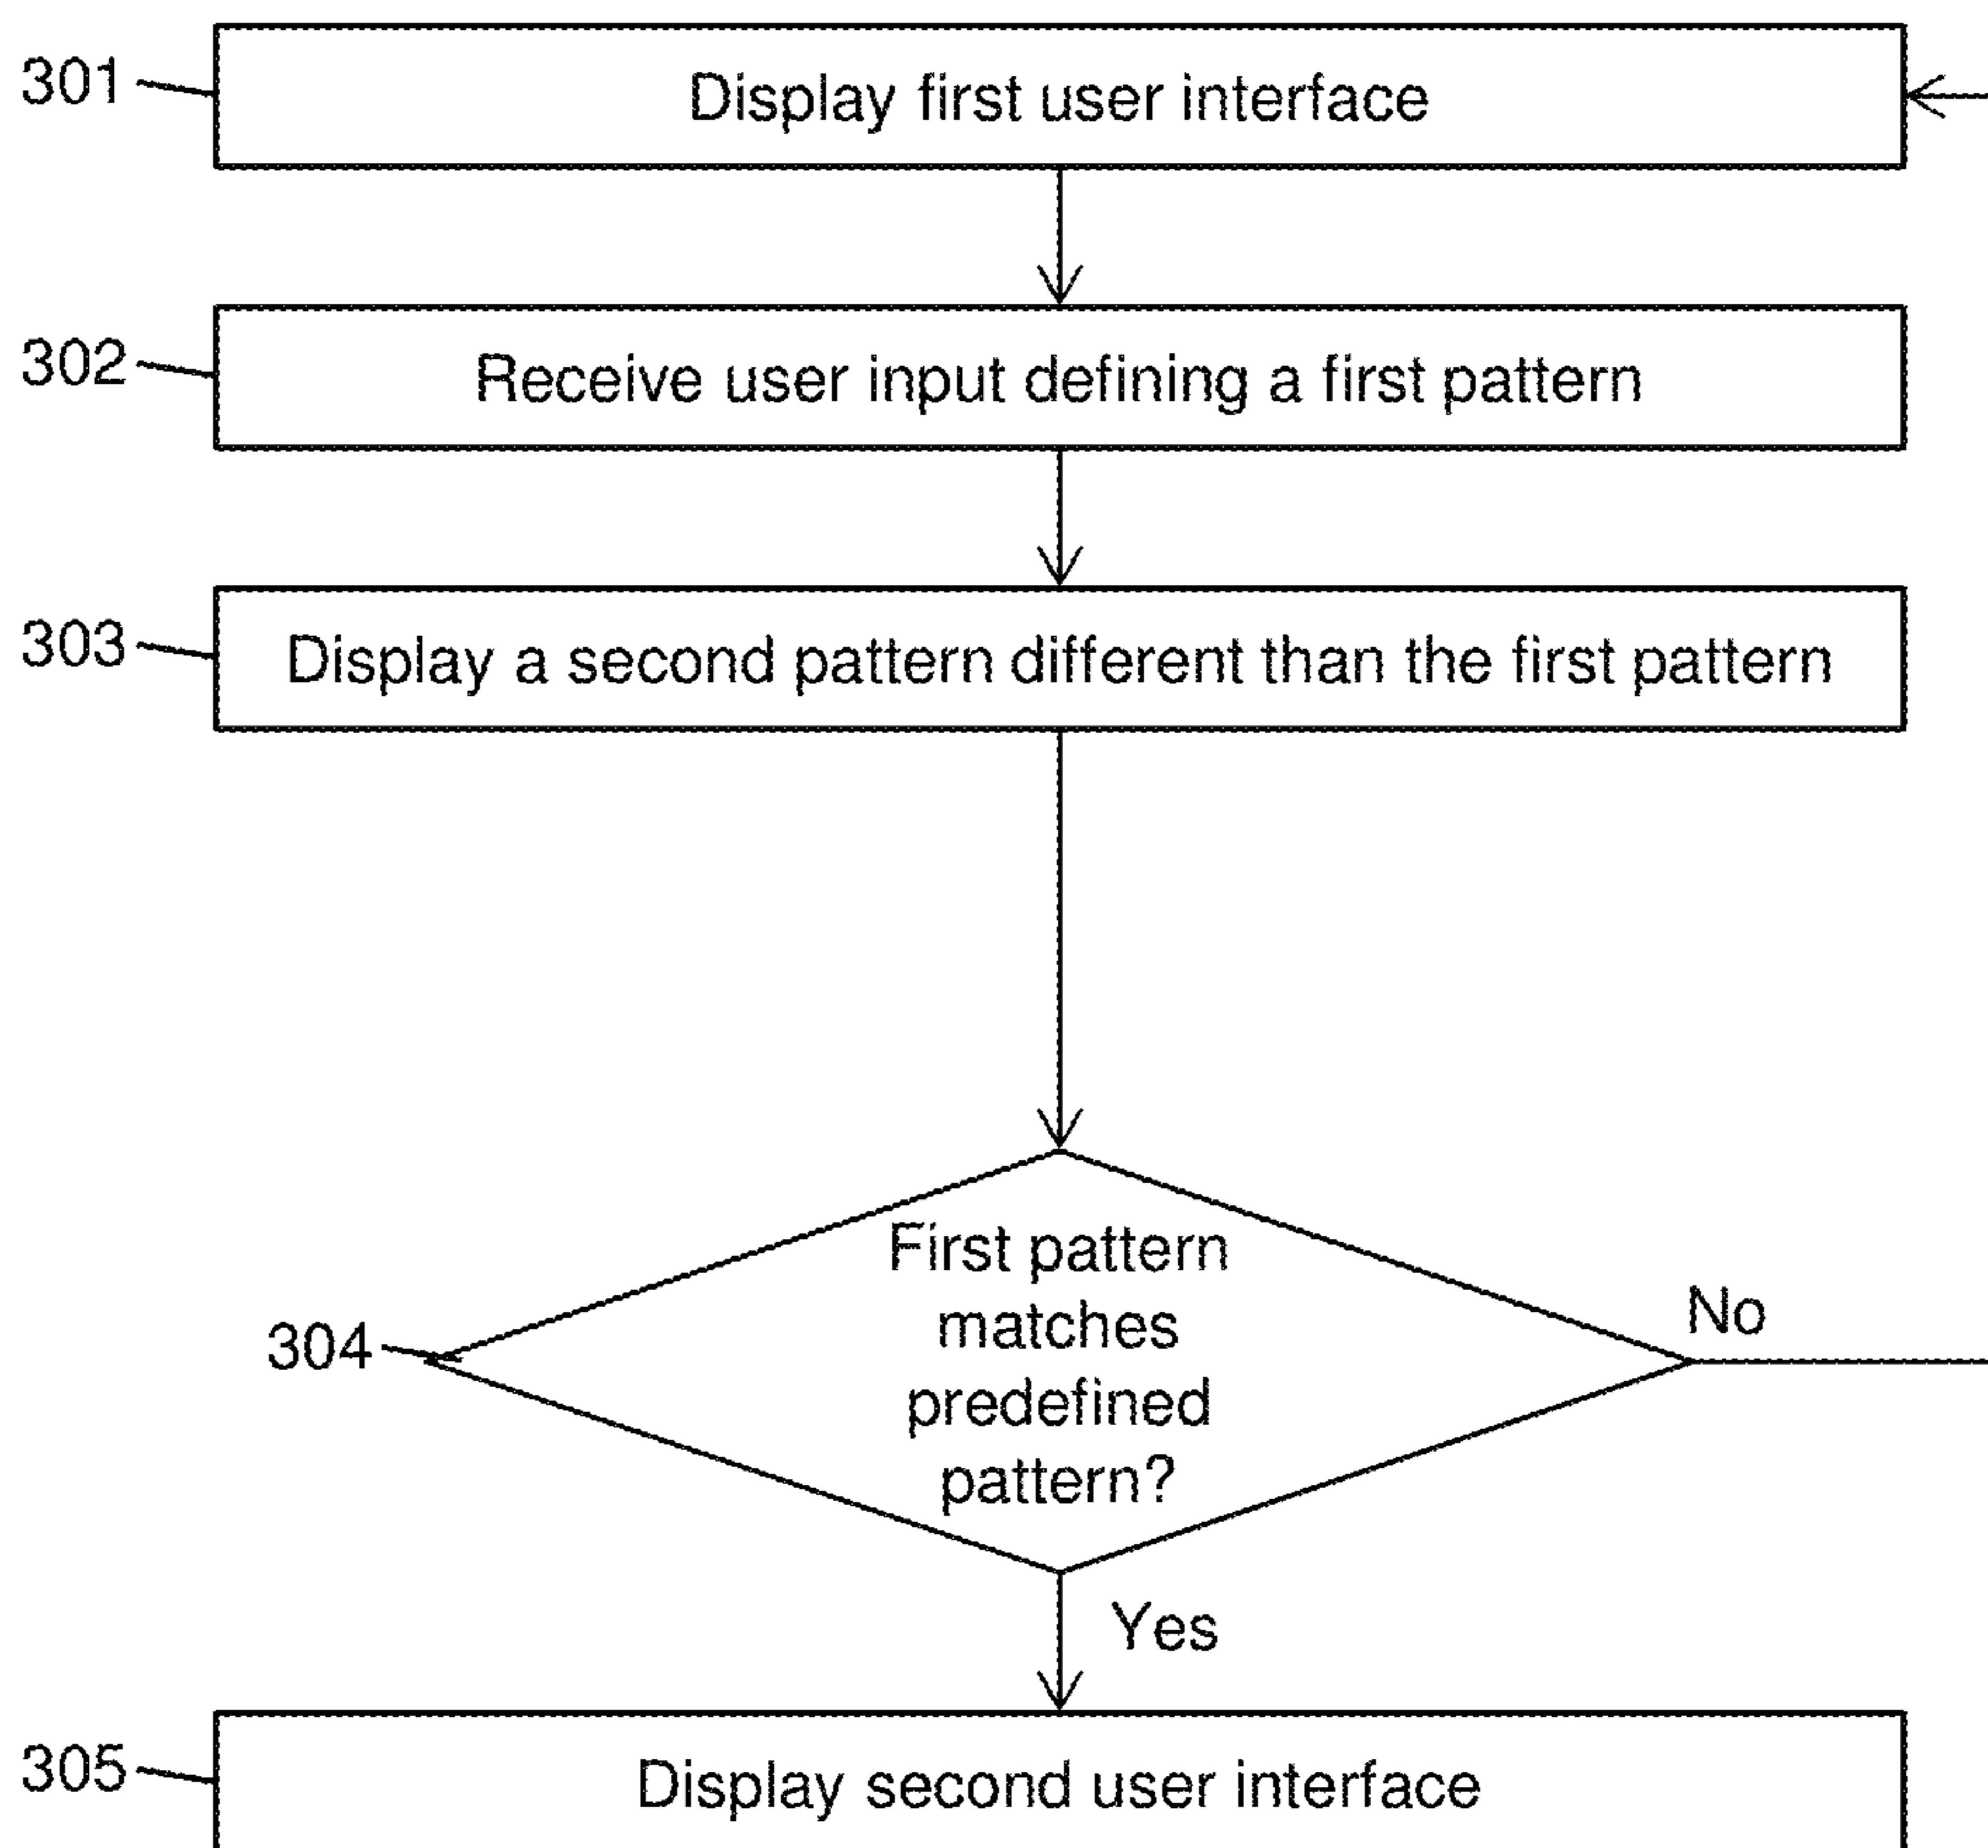 301
Display first user interface
302
Receive user input defining a first pattern
303
Display a second pattern different than the first pattern
304
First pattern
matches
predefined
pattern?
No
Yes
305
Display second user interface